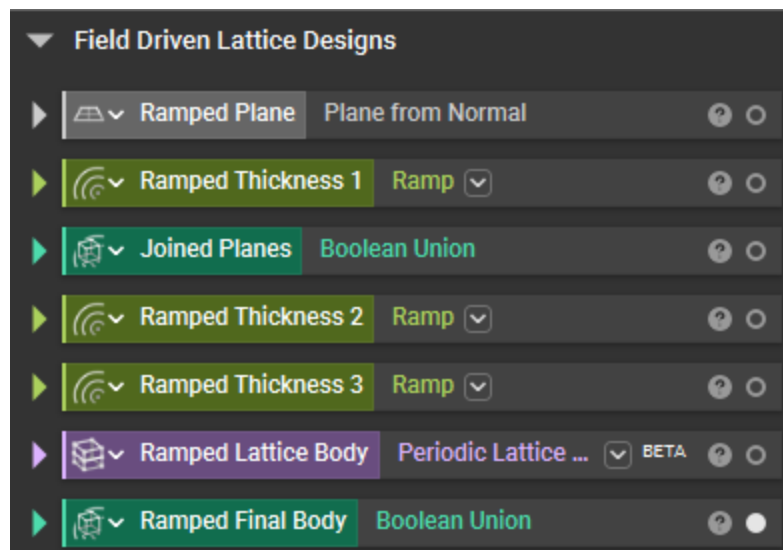 Field Driven Lattice Designs
Ramped Plane Plane from Normal
Ramped Thickness 1 Ramp
Joined Planes Boolean Union
Ramped Thickness 2 Ramp
Ramped Thickness 3 Ramp
Ramped Lattice Body Periodic Lattice ... BETA
Ramped Final Body Boolean Union